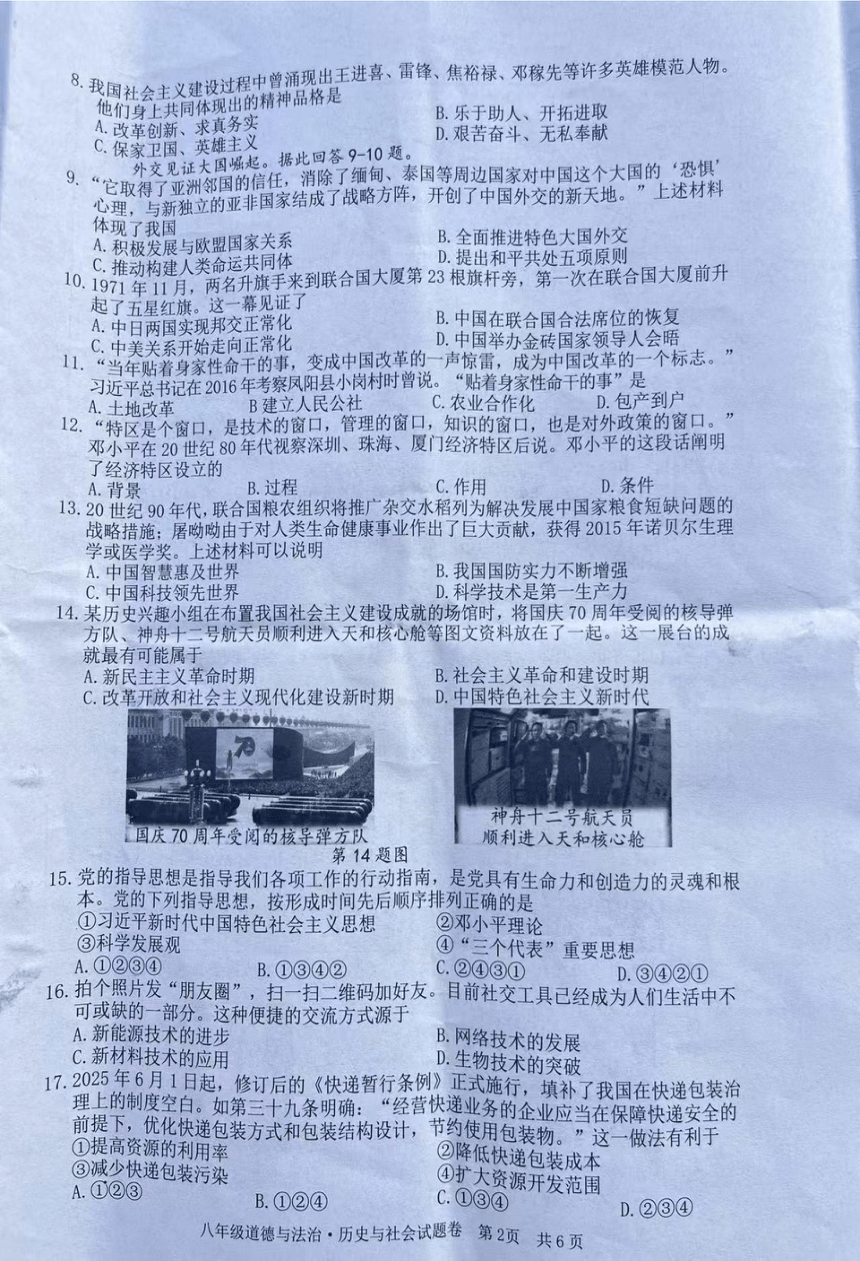 8. 我国社会主义建设过程中曾涌现出王进喜、雷锋、焦裕禄、邓稼先等许多英雄模范人物。
他们身上共同体现出的精神品格是
A. 改革创新、求真务实 B. 乐于助人、开拓进取
C. 保家卫国、英雄主义 D. 艰苦奋斗、无私奉献
外交见证大国崛起。据此回答9-10题。
9. “它取得了亚洲邻国的信任，消除了缅甸、泰国等周边国家对中国这个大国的‘恐惧’
心理，与新独立的亚非国家结成了战略方阵，开创了中国外交的新天地。”上述材料
体现了我国
A. 积极发展与欧盟国家关系 B. 全面推进特色大国外交
C. 推动构建人类命运共同体 D. 提出和平共处五项原则
10. 1971年11月，两名升旗手来到联合国大厦第23根旗杆旁，第一次在联合国大厦前升
起了五星红旗。这一幕见证了
A. 中日两国实现邦交正常化 B. 中国在联合国合法席位的恢复
C. 中美关系开始走向正常化 D. 中国举办金砖国家领导人会晤
11. “当年贴着身家性命干的事，变成中国改革的一声惊雷，成为中国改革的一个标志。”
习近平总书记在2016年考察凤阳县小岗村时曾说。“贴着身家性命干的事”是
A. 土地改革 B 建立人民公社 C. 农业合作化 D. 包产到户
12. “特区是个窗口，是技术的窗口，管理的窗口，知识的窗口，也是对外政策的窗口。”
邓小平在20世纪80年代视察深圳、珠海、厦门经济特区后说。邓小平的这段话阐明
了经济特区设立的
A. 背景 B. 过程 C. 作用 D. 条件
13. 20世纪90年代，联合国粮农组织将推广杂交水稻列为解决发展中国家粮食短缺问题的
战略措施；屠呦呦由于对人类生命健康事业作出了巨大贡献，获得2015年诺贝尔生理
学或医学奖。上述材料可以说明
A. 中国智慧惠及世界 B. 我国国防实力不断增强
C. 中国科技领先世界 D. 科学技术是第一生产力
14. 某历史兴趣小组在布置我国社会主义建设成就的场馆时，将国庆70周年受阅的核导弹
方队、神舟十二号航天员顺利进入天和核心舱等图文资料放在了一起。这一展台的成
就最有可能属于
A. 新民主主义革命时期 B. 社会主义革命和建设时期
C. 改革开放和社会主义现代化建设新时期 D. 中国特色社会主义新时代
70
国庆70周年受阅的核导弹方队
神舟十二号航天员
顺利进入天和核心舱
第14题图
15. 党的指导思想是指导我们各项工作的行动指南，是党具有生命力和创造力的灵魂和根
本。党的下列指导思想，按形成时间先后顺序排列正确的是
①习近平新时代中国特色社会主义思想 ②邓小平理论
③科学发展观 ④“三个代表”重要思想
A. ①②③④ B. ①③④② C. ②④③① D. ③④②①
16. 拍个照片发“朋友圈”，扫一扫二维码加好友。目前社交工具已经成为人们生活中不
可或缺的一部分。这种便捷的交流方式源于
A. 新能源技术的进步 B. 网络技术的发展
C. 新材料技术的应用 D. 生物技术的突破
17. 2025年6月1日起，修订后的《快递暂行条例》正式施行，填补了我国在快递包装治
理上的制度空白。如第三十九条明确：“经营快递业务的企业应当在保障快递安全的
前提下，优化快递包装方式和包装结构设计，节约使用包装物。”这一做法有利于
①提高资源的利用率 ②降低快递包装成本
③减少快递包装污染 ④扩大资源开发范围
A. ①②③ B. ①②④ C. ①③④ D. ②③④
八年级道德与法治·历史与社会试题卷 第2页 共6页